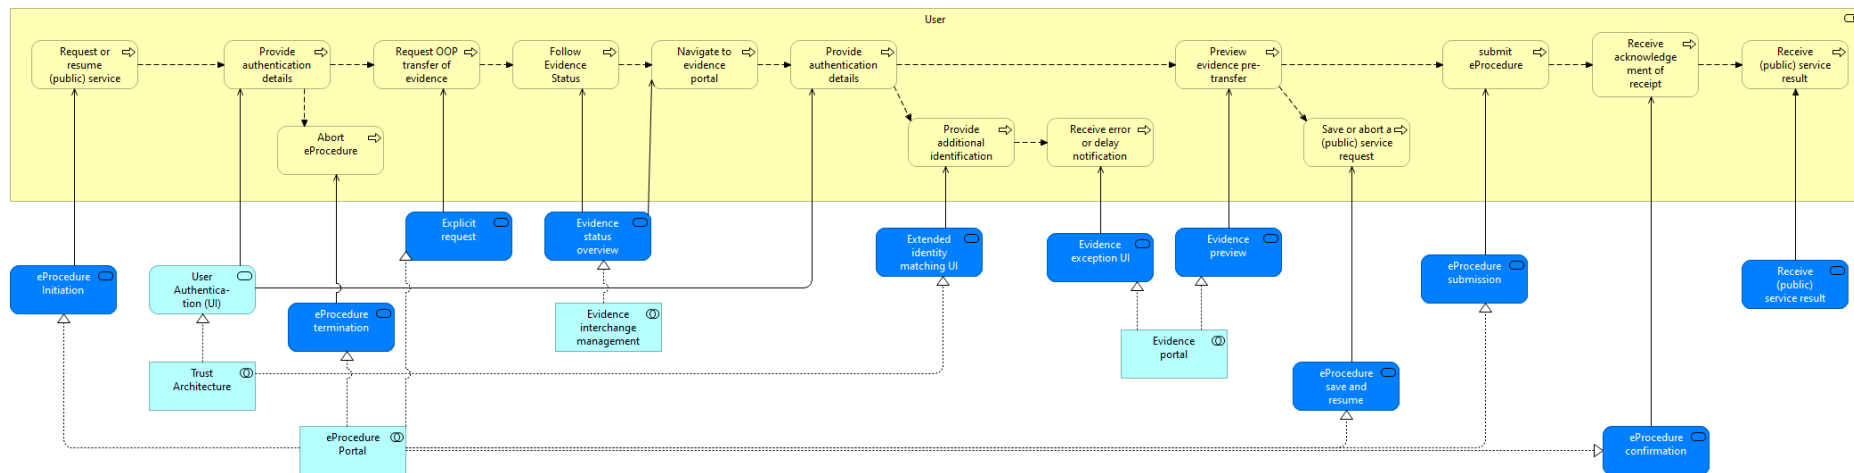 User
Request or
resume
(public) service
Provide
authentication
details
Request OOP
transfer of
evidence
Follow
Evidence
Status
Navigate to
evidence
portal
Provide
authentication
details
Preview
evidence pre-
transfer
submit
eProcedure
Receive
acknowledge
ment of
receipt
Receive
(public) service
result
Abort
eProcedure
Provide
additional
identification
Receive error
or delay
notification
Save or abort a
(public) service
request
Explicit
request
Evidence
status
overview
Extended
identity
matching UI
Evidence
exception UI
Evidence
preview
eProcedure
submission
Receive
(public)
service result
eProcedure
Initiation
User
Authentica-
tion (UI)
eProcedure
termination
Evidence
interchange
management
Evidence
portal
Trust
Architecture
eProcedure
save and
resume
eProcedure
Portal
eProcedure
confirmation